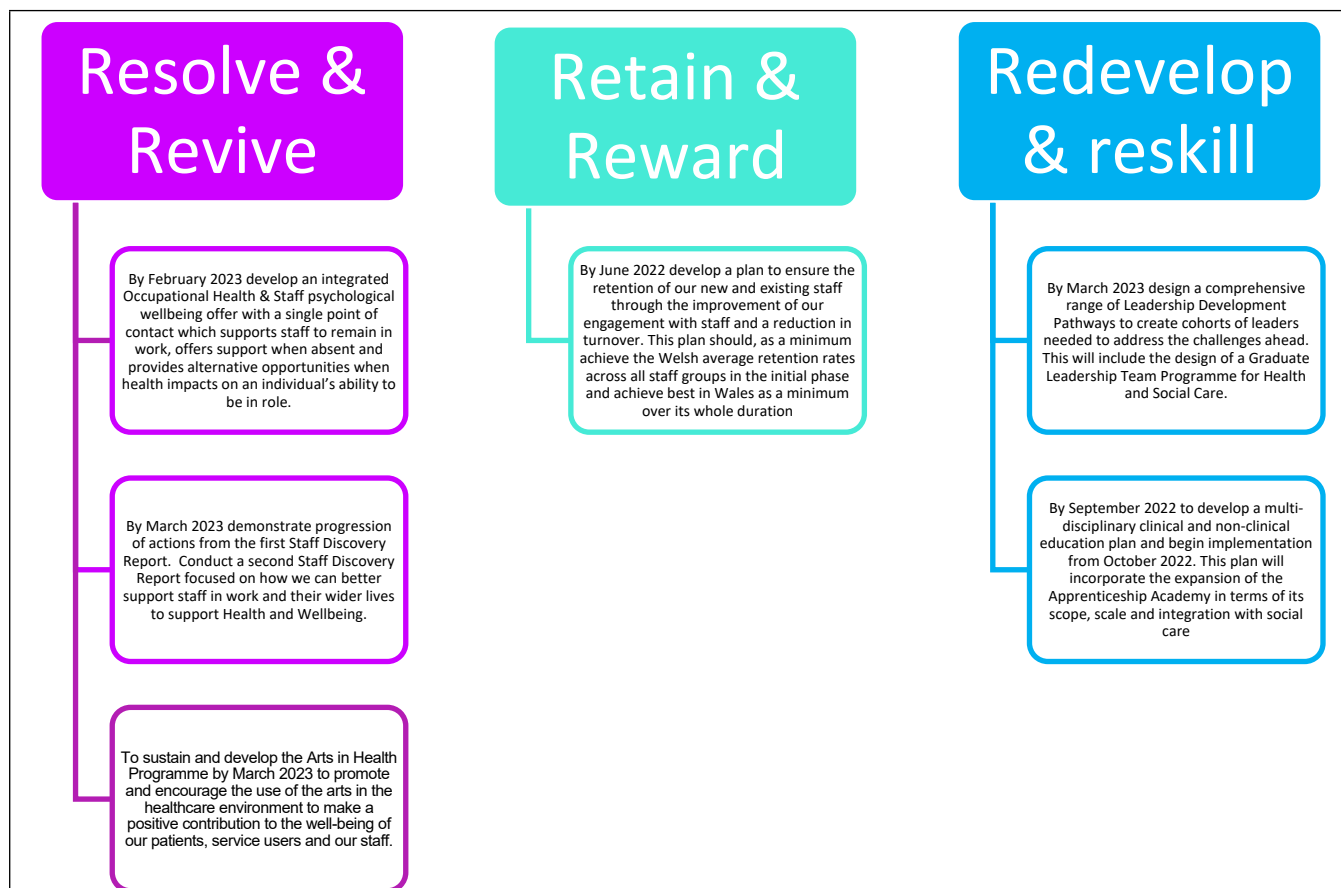 Resolve &
Revive
By February 2023 develop an integrated
Occupational Health & Staff psychological
wellbeing offer with a single point of
contact which supports staff to remain in
work, offers support when absent and
provides alternative opportunities when
health impacts on an individual’s ability to
be in role.
By March 2023 demonstrate progression
of actions from the first Staff Discovery
Report.  Conduct a second Staff Discovery
Report focused on how we can better
support staff in work and their wider lives
to support Health and Wellbeing.
To sustain and develop the Arts in Health
Programme by March 2023 to promote
and encourage the use of the arts in the
healthcare environment to make a
positive contribution to the well-being of
our patients, service users and our staff.
Retain &
Reward
By June 2022 develop a plan to ensure the
retention of our new and existing staff
through the improvement of our
engagement with staff and a reduction in
turnover. This plan should, as a minimum
achieve the Welsh average retention rates
across all staff groups in the initial phase
and achieve best in Wales as a minimum
over its whole duration
Redevelop
& reskill
By March 2023 design a comprehensive
range of Leadership Development
Pathways to create cohorts of leaders
needed to address the challenges ahead.
This will include the design of a Graduate
Leadership Team Programme for Health
and Social Care.
By September 2022 to develop a multi-
disciplinary clinical and non-clinical
education plan and begin implementation
from October 2022. This plan will
incorporate the expansion of the
Apprenticeship Academy in terms of its
scope, scale and integration with social
care